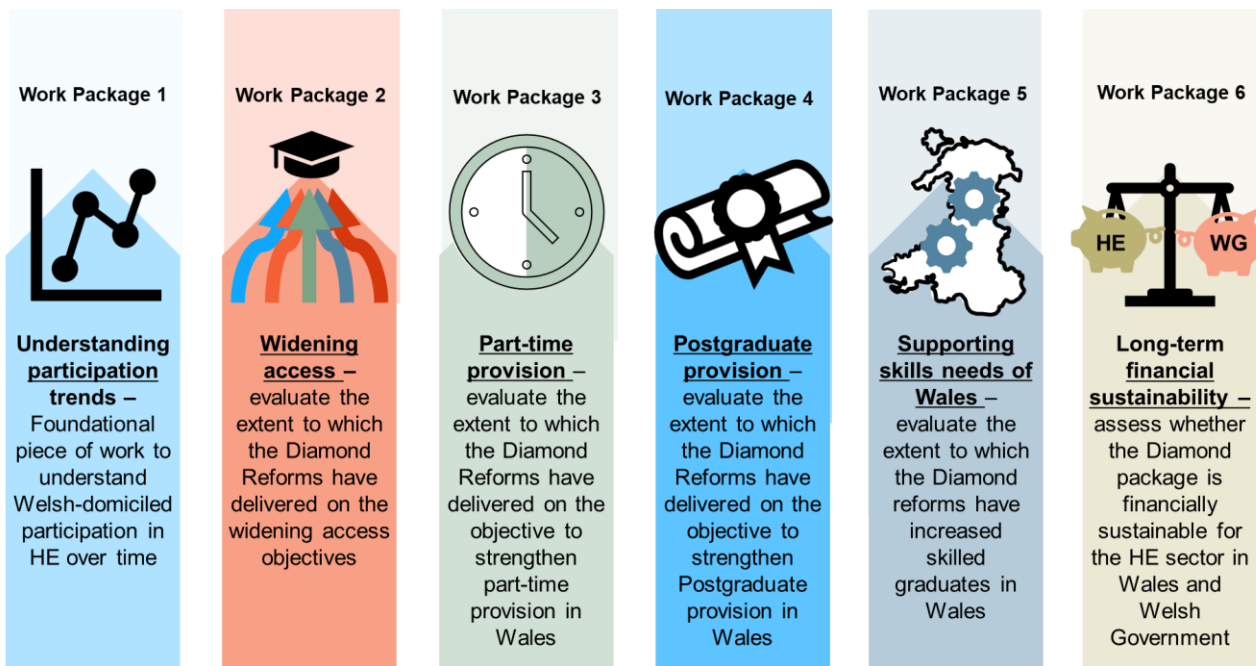 Work Package 1
Understanding
participation
trends –
Foundational
piece of work to
understand
Welsh-domiciled
participation in
HE over time
Work Package 2
Widening
access –
evaluate the
extent to which
the Diamond
Reforms have
delivered on the
widening access
objectives
Work Package 3
Part-time
provision –
evaluate the
extent to which
the Diamond
Reforms have
delivered on the
objective to
strengthen
part-time
provision in
Wales
Work Package 4
Postgraduate
provision –
evaluate the
extent to which
the Diamond
Reforms have
delivered on the
objective to
strengthen
Postgraduate
provision in
Wales
Work Package 5
Supporting
skills needs of
Wales –
evaluate the
extent to which
the Diamond
reforms have
increased
skilled
graduates in
Wales
Work Package 6
HE
WG
Long-term
financial
sustainability –
assess whether
the Diamond
package is
financially
sustainable for
the HE sector in
Wales and
Welsh
Government